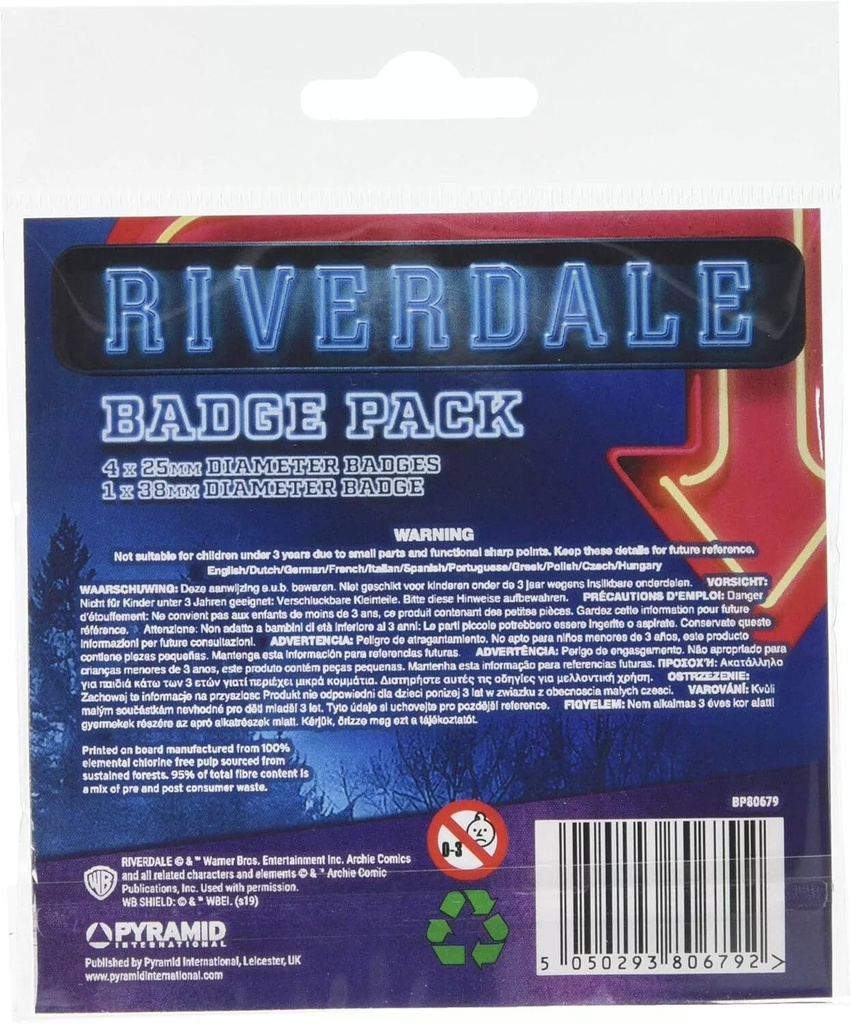 RIVERDALE
BADGE PACK
4 x 25MM DIAMETER BADGES
1 x 38MM DIAMETER BADGE
WARNING
Not suitable for children under 3 years due to small parts and functional sharp points. Keep these details for future reference.
English/Dutch/German/French/Italian/Spanish/Portuguese/Greek/Polish/Czech/Hungary
WAARSCHUWING: Deze aanwijzing e.u.b. bewaren. Niet geschikt voor kinderen onder de 3 jaar wegens inslikbare onderdelen. VORSICHT:
Nicht für Kinder unter 3 Jahren geeignet: Verschluckbare Kleinteile. Bitte diese Hinweise aufbewahren. PRÉCAUTIONS D'EMPLOI: Danger
d'étouffement: Ne convient pas aux enfants de moins de 3 ans, ce produit contenant des petites pièces. Gardez cette information pour future
référence. Attenzione: Non adatto a bambini di età inferiore al 3 anni: Le parti piccole potrebbero essere ingerite o aspirate. Conservate queste
informazioni per future consultazioni. ADVERTENCIA: Peligro de atragantamiento. No apto para niños menores de 3 años, este producto
contiene piezas pequeñas. Mantenga esta información para referencias futuras. ADVERTÊNCIA: Perigo de engasgamento. Não apropriado para
crianças menores de 3 anos, este produto contém peças pequenas. Mantenha esta informação para referencias futuras. ΠΡΟΣΟΧΉ: Ακατάλληλο
για παιδιά κάτω των 3 ετών γιατί περιέχει μικρά κομμάτια. Διατηρήστε αυτές τις οδηγίες για μελλοντική χρήση. OSTRZEZENIE:
Zachowaj te informacje na przyszlosc Produkt nie odpowiedni dla dzieci ponizej 3 lat w zwiazku z obecnoscia malych czesci. VAROVÁNÍ: Kvůli
malým součástkám nevhodné pro děti mladší 3 let. Tyto údaje si uchovejte pro pozdější reference. FIGYELEM: Nem alkalmas 3 éves kor alatti
gyermekek részére az apró alkatrészek miatt. Kérjük, őrizze meg ezt a tájékoztatót.
Printed on board manufactured from 100%
elemental chlorine free pulp sourced from
sustained forests. 95% of total fibre content is
a mix of pre and post consumer waste.
BP80679
0-3
WB
RIVERDALE © & ™ Warner Bros. Entertainment Inc. Archie Comics
and all related characters and elements © & ™ Archie Comic
Publications, Inc. Used with permission.
WB SHIELD: © & ™ WBEI. (s19)
PYRAMID
INTERNATIONAL
Published by Pyramid International, Leicester, UK
www.pyramidinternational.com
5 050293 806792 >